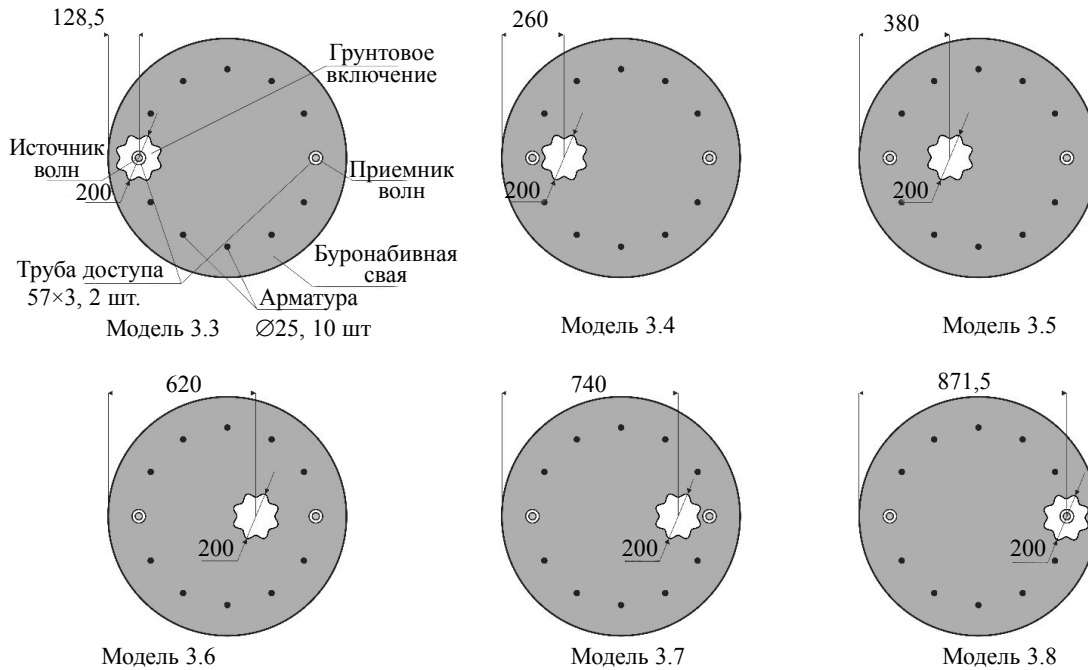 128,5
Грунтовое
включение
Источник
волн
200
Приемник
волн
Труба доступа
57×3, 2 шт.
Буронабивная
свая
Арматура
∅25, 10 шт
Модель 3.3
260
200
Модель 3.4
380
200
Модель 3.5
620
200
Модель 3.6
740
200
Модель 3.7
871,5
200
Модель 3.8